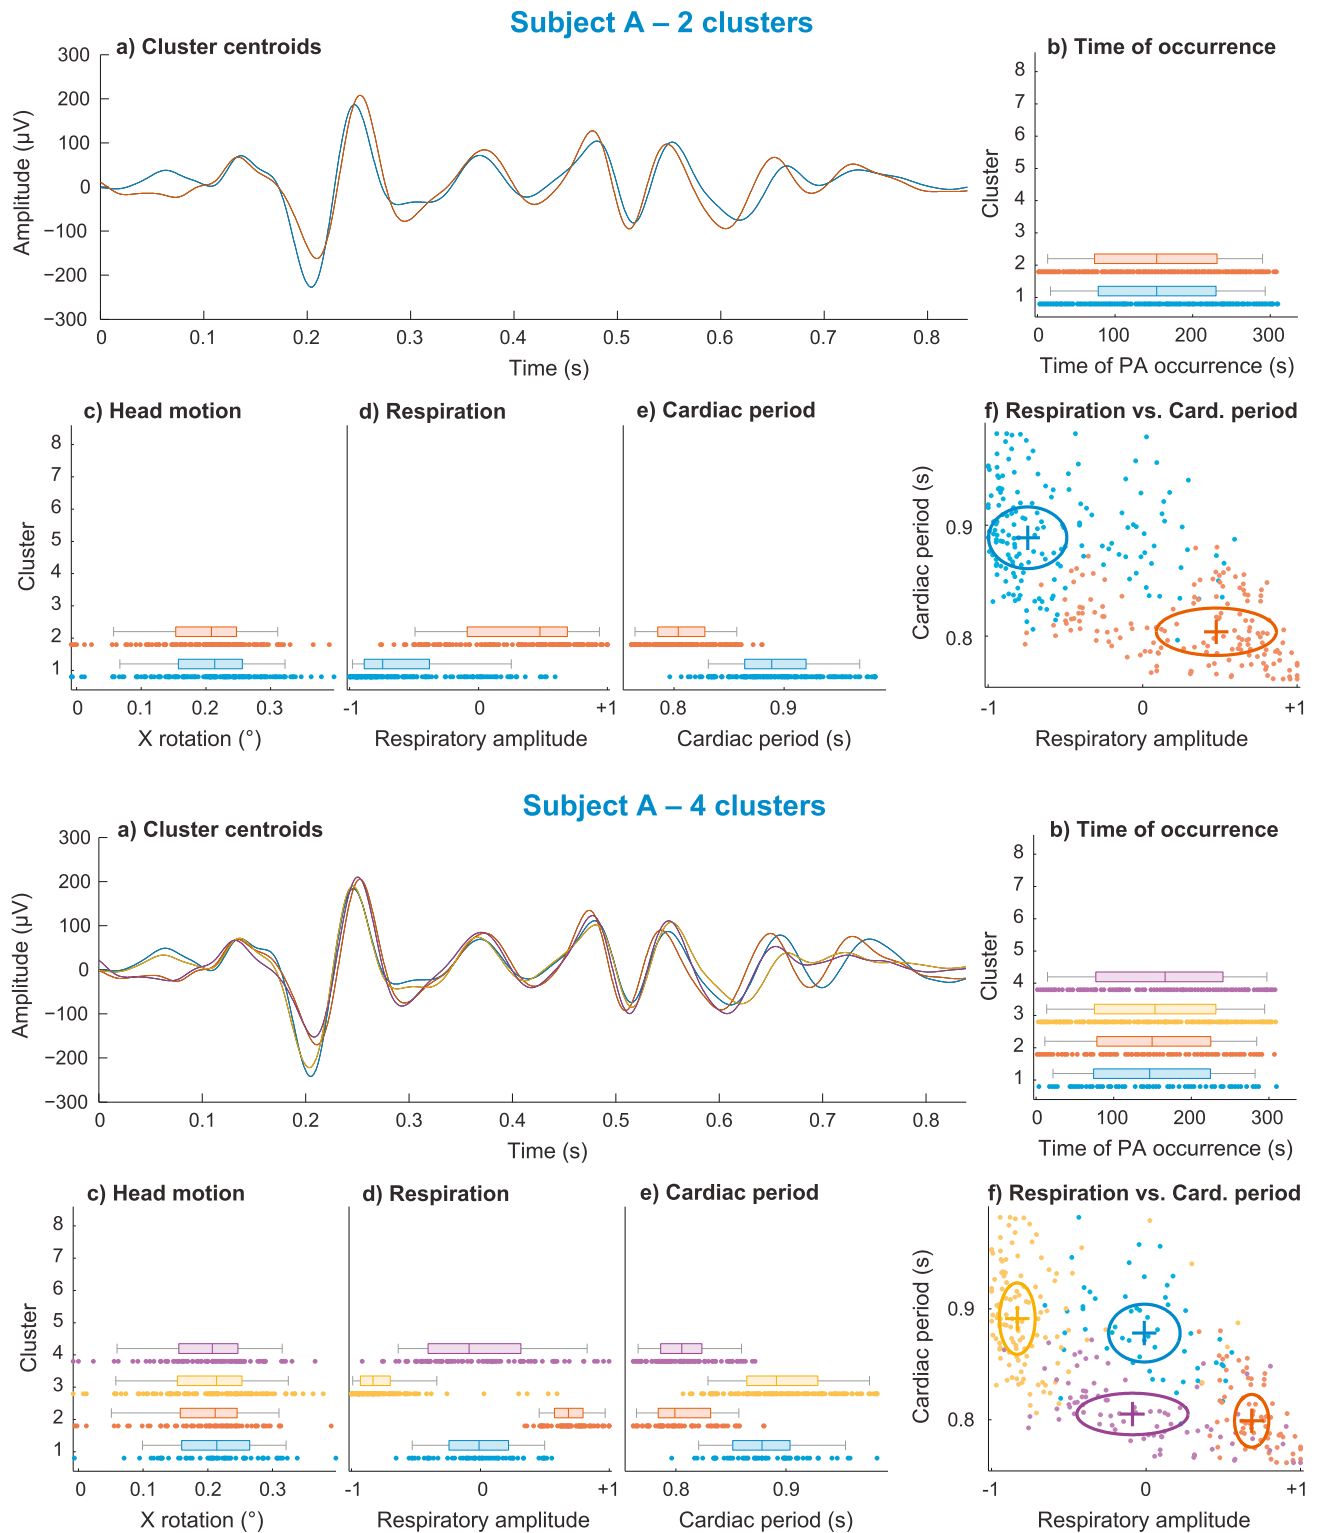 Subject A – 2 clusters
a) Cluster centroids
300
200
100
0
−100
−200
−300
Amplitude (µV)
0 0.1 0.2 0.3 0.4 0.5 0.6 0.7 0.8
Time (s)
b) Time of occurrence
8
7
6
5
4
3
2
1
Cluster
0 100 200 300
Time of PA occurrence (s)
c) Head motion
8
7
6
5
4
3
2
1
Cluster
0 0.1 0.2 0.3
X rotation (°)
d) Respiration
-1 0 +1
Respiratory amplitude
e) Cardiac period
0.8 0.9
Cardiac period (s)
f) Respiration vs. Card. period
0.9
0.8
Cardiac period (s)
-1 0 +1
Respiratory amplitude
Subject A – 4 clusters
a) Cluster centroids
300
200
100
0
−100
−200
−300
Amplitude (µV)
0 0.1 0.2 0.3 0.4 0.5 0.6 0.7 0.8
Time (s)
b) Time of occurrence
8
7
6
5
4
3
2
1
Cluster
0 100 200 300
Time of PA occurrence (s)
c) Head motion
8
7
6
5
4
3
2
1
Cluster
0 0.1 0.2 0.3
X rotation (°)
d) Respiration
-1 0 +1
Respiratory amplitude
e) Cardiac period
0.8 0.9
Cardiac period (s)
f) Respiration vs. Card. period
0.9
0.8
Cardiac period (s)
-1 0 +1
Respiratory amplitude